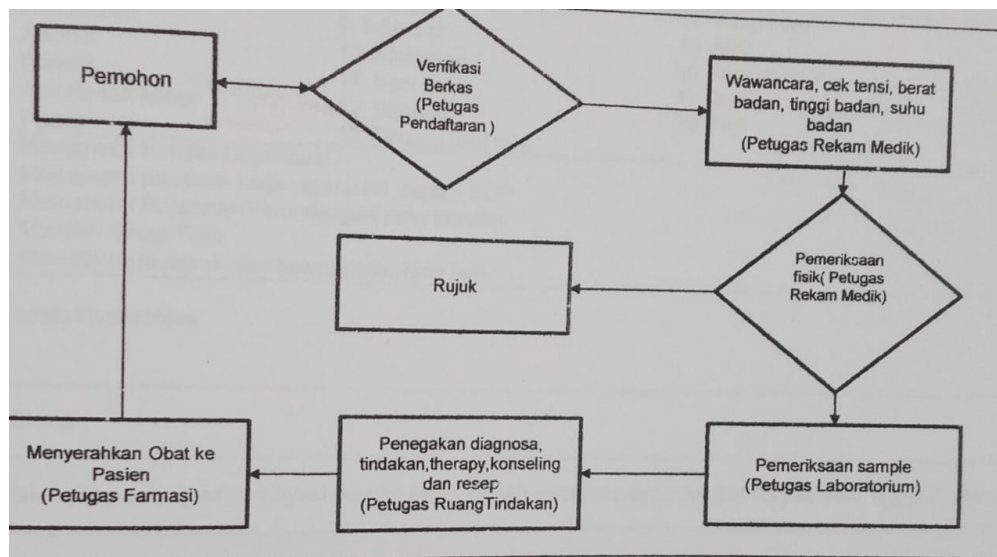 Pemohon
Verifikasi
Berkas
(Petugas
Pendaftaran )
Wawancara, cek tensi, berat
badan, tinggi badan, suhu
badan
(Petugas Rekam Medik)
Pemeriksaan
fisik( Petugas
Rekam Medik)
Rujuk
Pemeriksaan sample
(Petugas Laboratorium)
Penegakan diagnosa,
tindakan,therapy,konseling
dan resep
(Petugas RuangTindakan)
Menyerahkan Obat ke
Pasien
(Petugas Farmasi)